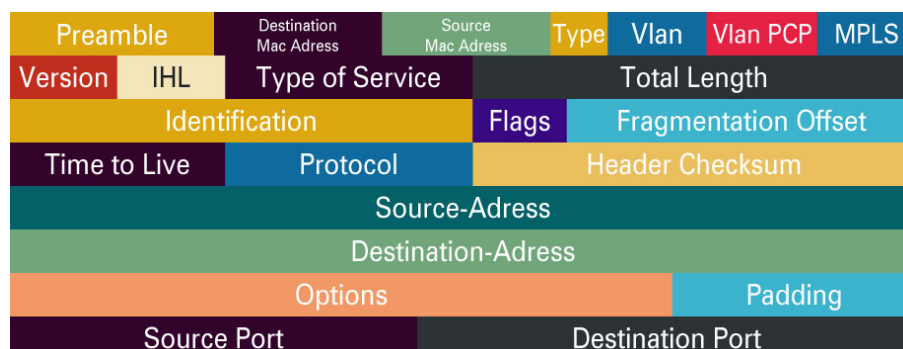 Preamble Destination Mac Adress Source Mac Adress Type Vlan Vlan PCP MPLS
Version IHL Type of Service Total Length
Identification Flags Fragmentation Offset
Time to Live Protocol Header Checksum
Source-Adress
Destination-Adress
Options Padding
Source Port Destination Port